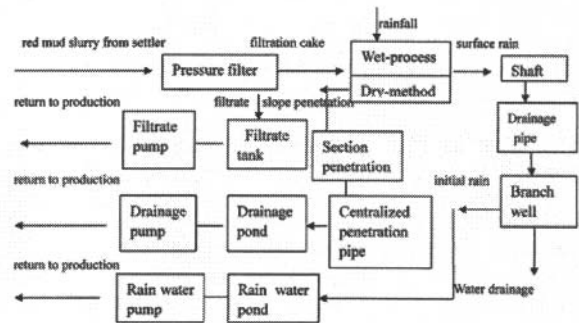 rainfall
red mud slurry from settler
filtration cake
Wet-process
surface rain
Pressure filter
Dry-method
Shaft
return to production
filtrate
slope penetration
Filtrate
pump
Filtrate
tank
Section
penetration
Drainage
pipe
return to production
initial rain
Drainage
pump
Drainage
pond
Centralized
penetration
pipe
Branch
well
return to production
Water drainage
Rain water
pump
Rain water
pond